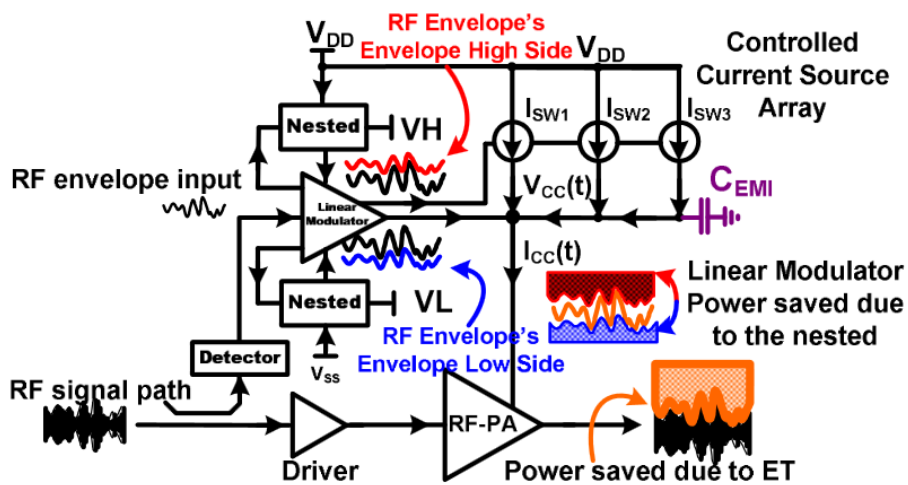 RF Envelope's
Envelope High Side
V_DD
V_DD
Controlled
Current Source
Array
I_SW1
I_SW2
I_SW3
Nested
VH
RF envelope input
Linear
Modulator
V_CC(t)
C_EMI
I_CC(t)
Nested
VL
Linear Modulator
Power saved due
to the nested
RF Envelope's
Envelope Low Side
Detector
V_SS
RF signal path
RF-PA
Driver
Power saved due to ET